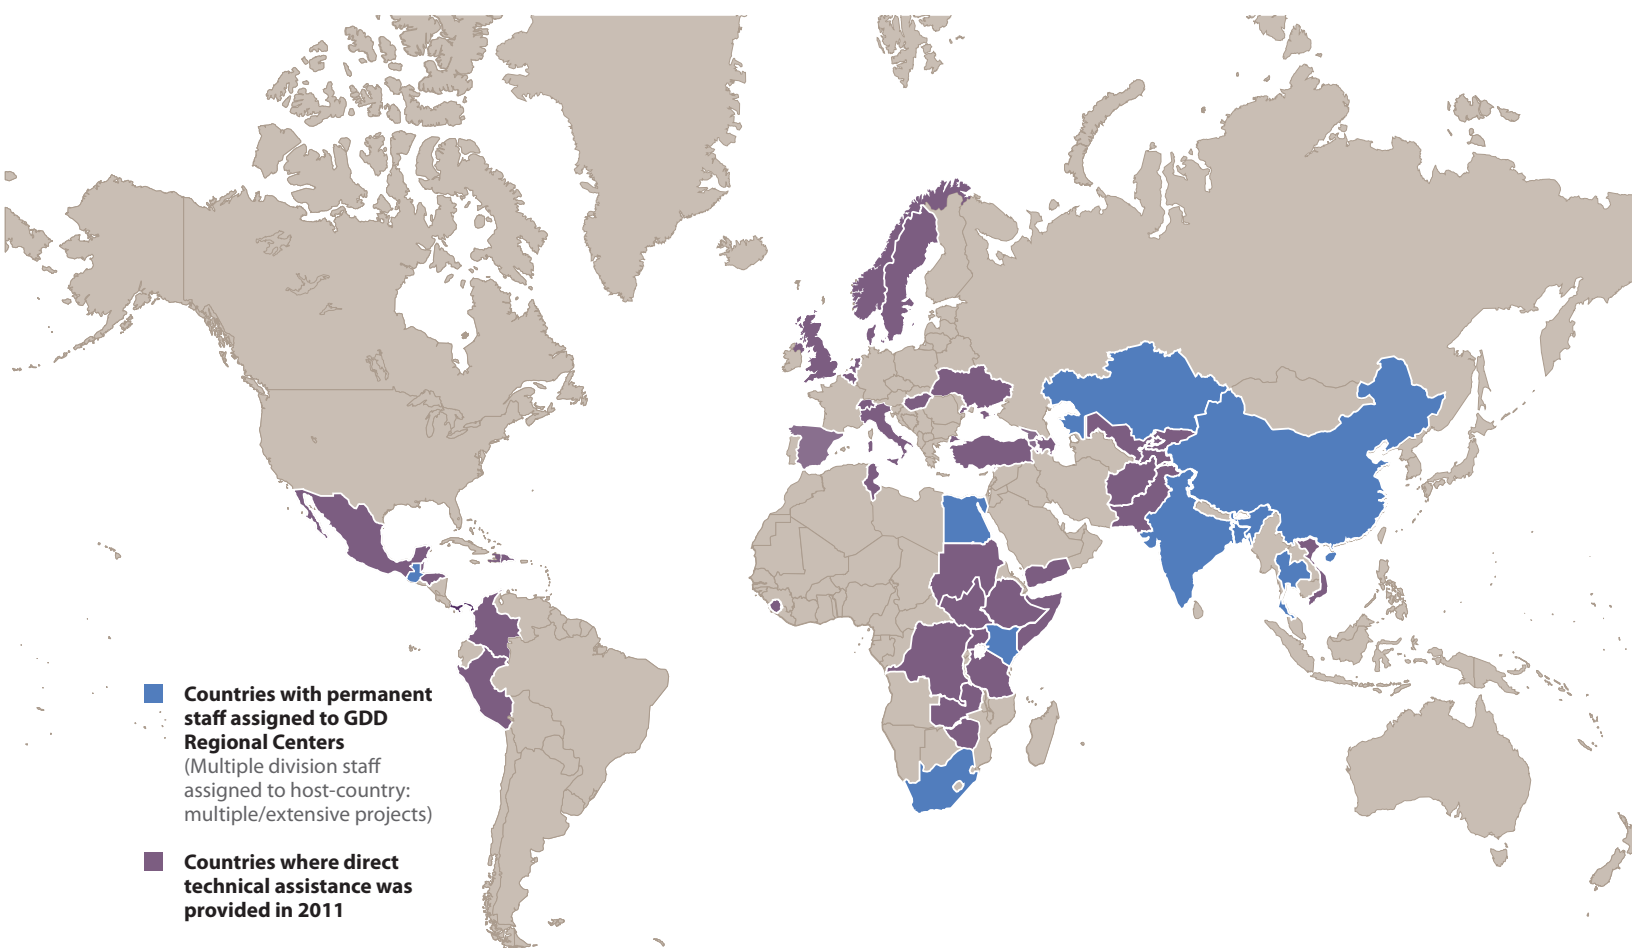 Countries with permanent
staff assigned to GDD
Regional Centers
(Multiple division staff
assigned to host-country:
multiple/extensive projects)
Countries where direct
technical assistance was
provided in 2011